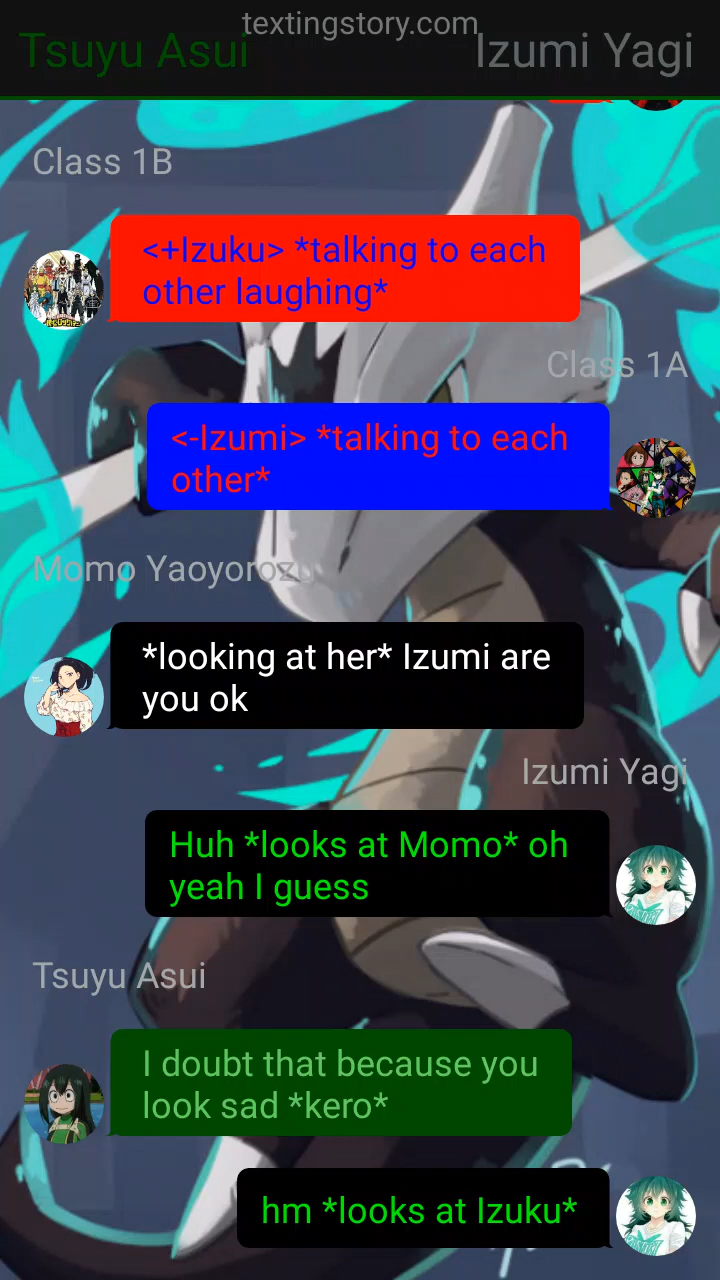 textingstory.com
Tsuyu Asui
Izumi Yagi
Class 1B
<+Izuku> *talking to each
other laughing*
Class 1A
<-Izumi> *talking to each
other*
Momo Yaoyorozu
*looking at her* Izumi are
you ok
Izumi Yagi
Huh *looks at Momo* oh
yeah I guess
Tsuyu Asui
I doubt that because you
look sad *kero*
hm *looks at Izuku*